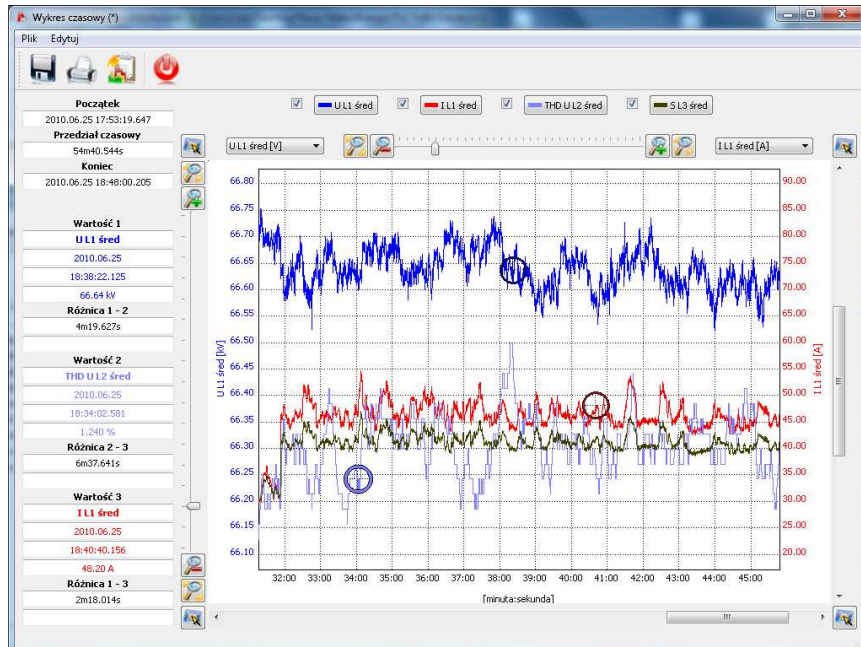 Wykres czasowy (*)
Plik Edytuj
Początek
2010.06.25 17:53:19.647
Przedział czasowy
54m40.544s
Koniec
2010.06.25 18:48:00.205
Wartość 1
U L1 śred
2010.06.25
18:38:22.125
66.64 kV
Różnica 1 - 2
4m19.627s
Wartość 2
THD U L2 śred
2010.06.25
18:34:02.581
1.240 %
Różnica 2 - 3
6m37.641s
Wartość 3
I L1 śred
2010.06.25
18:40:40.156
48.20 A
Różnica 1 - 3
2m18.014s
U L1 śred I L1 śred THD U L2 śred S L3 śred
U L1 śred [V] I L1 śred [A]
U L1 śred [kV]
66.80
66.75
66.70
66.65
66.60
66.55
66.50
66.45
66.40
66.35
66.30
66.25
66.20
66.15
66.10
90.00
85.00
80.00
75.00
70.00
65.00
60.00
55.00
50.00
45.00
40.00
35.00
30.00
25.00
20.00
I L1 śred [A]
32:00 33:00 34:00 35:00 36:00 37:00 38:00 39:00 40:00 41:00 42:00 43:00 44:00 45:00
[minuta:sekunda]